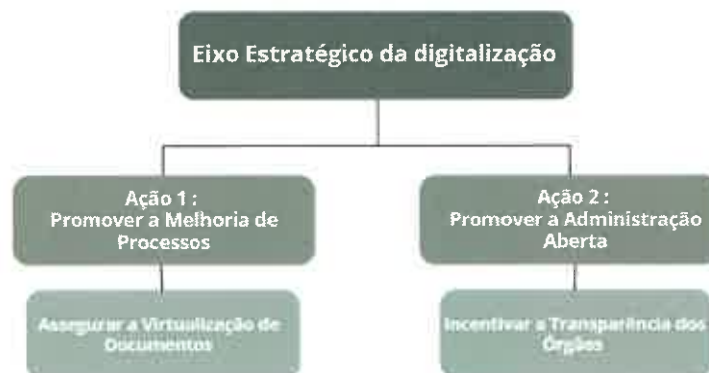 Eixo Estratégico da digitalização
Ação 1 :
Promover a Melhoria de
Processos
Ação 2 :
Promover a Administração
Aberta
Assegurar a Virtualização de
Documentos
Incentivar a Transparência dos
Órgãos